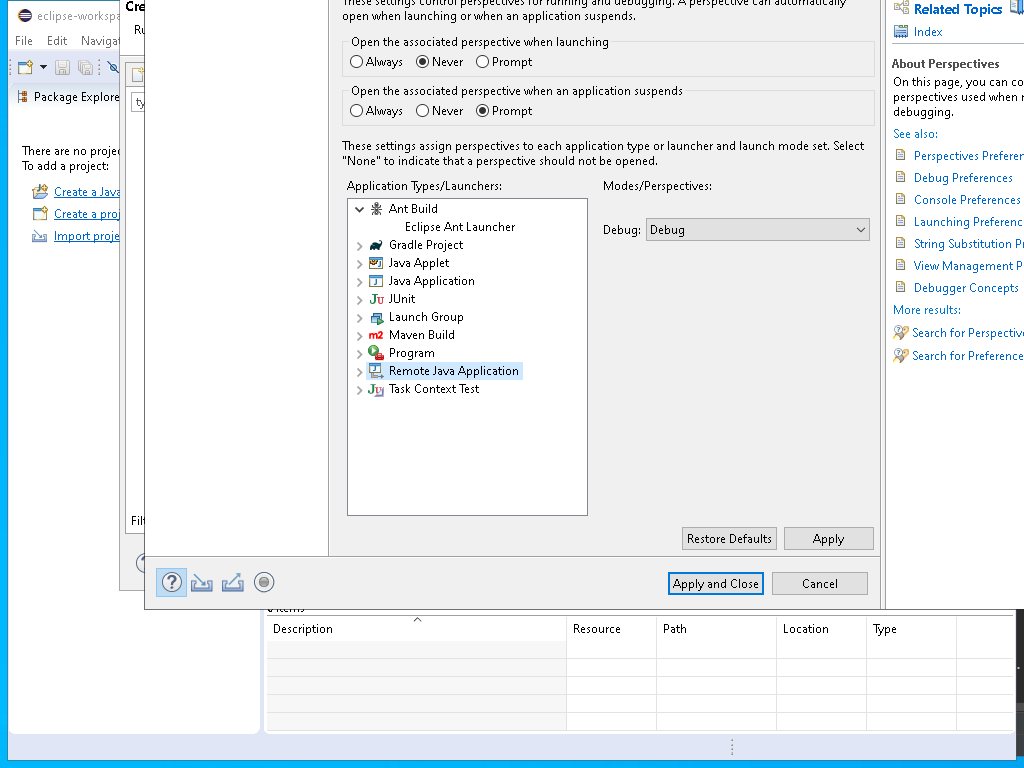 eclipse-workspa
File Edit Navigat
Package Explore
There are no projec
To add a project:
Create a Java
Create a proj
Import proje
Cre
Ru
ty
Filt
These settings control perspectives for running and debugging. A perspective can automatically
open when launching or when an application suspends.
Open the associated perspective when launching
Always Never Prompt
Open the associated perspective when an application suspends
Always Never Prompt
These settings assign perspectives to each application type or launcher and launch mode set. Select
"None" to indicate that a perspective should not be opened.
Application Types/Launchers:
Modes/Perspectives:
Ant Build
Eclipse Ant Launcher
Gradle Project
Java Applet
Java Application
JUnit
Launch Group
Maven Build
Program
Remote Java Application
Task Context Test
Debug: Debug
Restore Defaults
Apply
Apply and Close
Cancel
Related Topics
Index
About Perspectives
On this page, you can co
perspectives used when r
debugging.
See also:
Perspectives Preferen
Debug Preferences
Console Preferences
Launching Preferenc
String Substitution P
View Management P
Debugger Concepts
More results:
Search for Perspective
Search for Preference
items
Description Resource Path Location Type